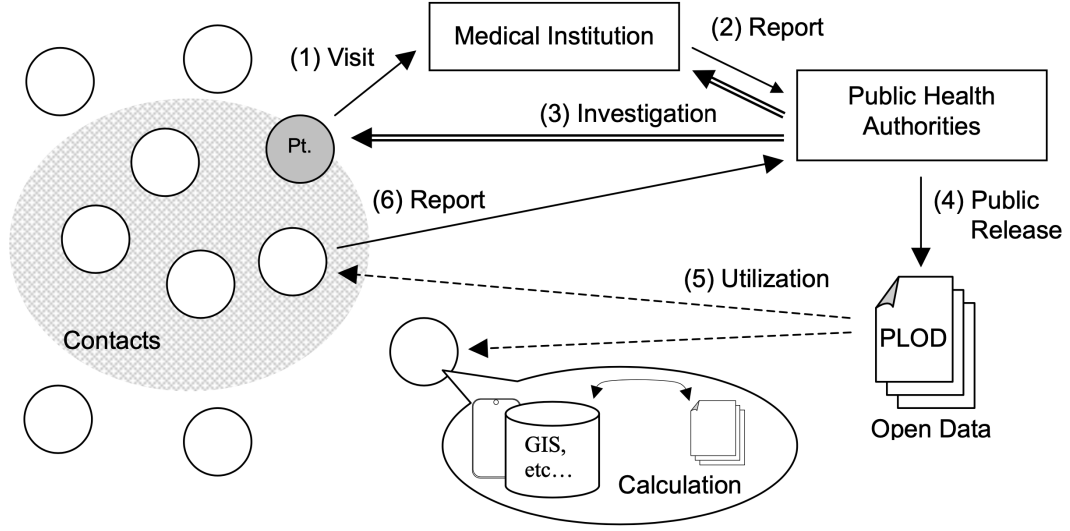 Medical Institution
(1) Visit
(2) Report
Public Health
Authorities
(3) Investigation
Pt.
(6) Report
(4) Public
Release
(5) Utilization
Contacts
PLOD
Open Data
GIS,
etc…
Calculation